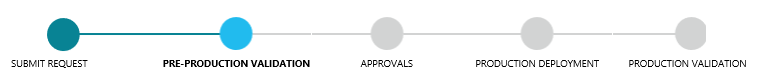 SUBMIT REQUEST PRE-PRODUCTION VALIDATION APPROVALS PRODUCTION DEPLOYMENT PRODUCTION VALIDATION